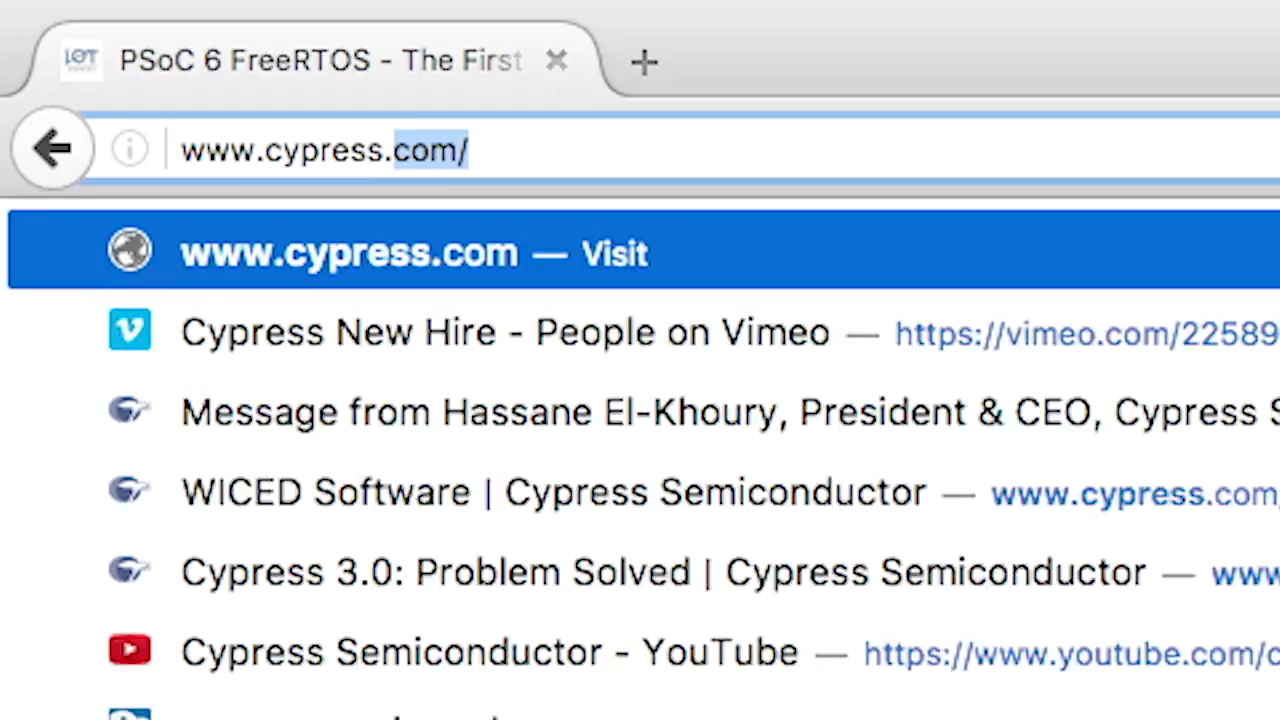 IOT
PSoC 6 FreeRTOS - The First
www.cypress.com/
www.cypress.com — Visit
Cypress New Hire - People on Vimeo — https://vimeo.com/22589
Message from Hassane El-Khoury, President & CEO, Cypress S
WICED Software | Cypress Semiconductor — www.cypress.com/
Cypress 3.0: Problem Solved | Cypress Semiconductor — www
Cypress Semiconductor - YouTube — https://www.youtube.com/c